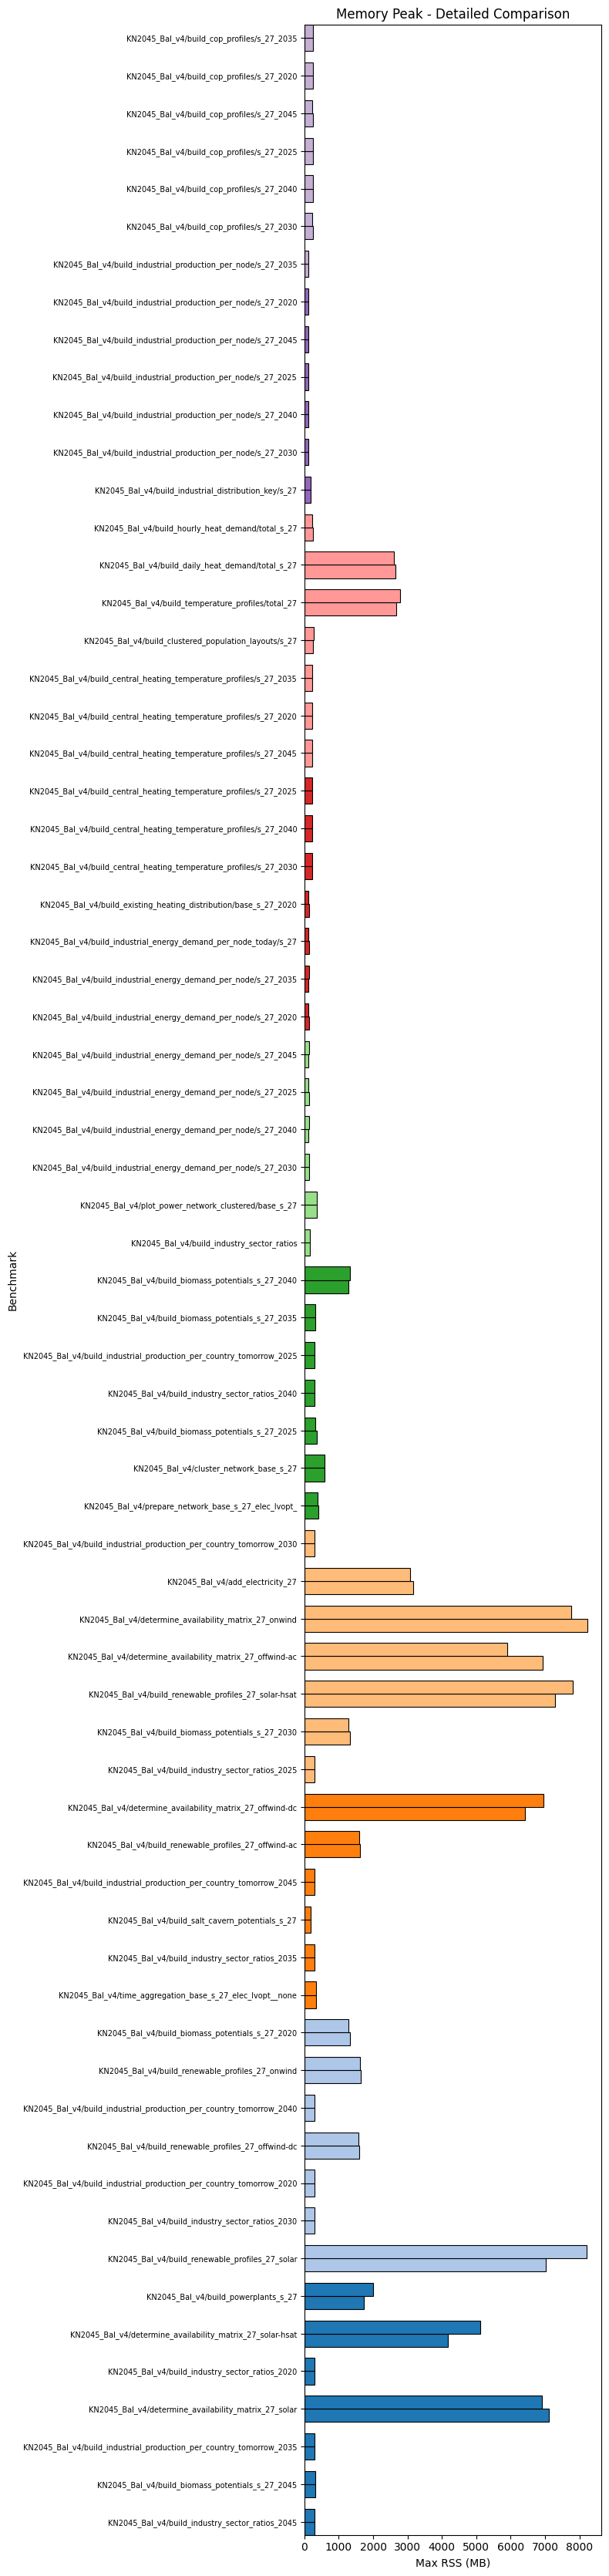 Memory Peak - Detailed Comparison
KN2045_Bal_v4/build_cop_profiles/s_27_2035
KN2045_Bal_v4/build_cop_profiles/s_27_2020
KN2045_Bal_v4/build_cop_profiles/s_27_2045
KN2045_Bal_v4/build_cop_profiles/s_27_2025
KN2045_Bal_v4/build_cop_profiles/s_27_2040
KN2045_Bal_v4/build_cop_profiles/s_27_2030
KN2045_Bal_v4/build_industrial_production_per_node/s_27_2035
KN2045_Bal_v4/build_industrial_production_per_node/s_27_2020
KN2045_Bal_v4/build_industrial_production_per_node/s_27_2045
KN2045_Bal_v4/build_industrial_production_per_node/s_27_2025
KN2045_Bal_v4/build_industrial_production_per_node/s_27_2040
KN2045_Bal_v4/build_industrial_production_per_node/s_27_2030
KN2045_Bal_v4/build_industrial_distribution_key/s_27
KN2045_Bal_v4/build_hourly_heat_demand/total_s_27
KN2045_Bal_v4/build_daily_heat_demand/total_s_27
KN2045_Bal_v4/build_temperature_profiles/total_27
KN2045_Bal_v4/build_clustered_population_layouts/s_27
KN2045_Bal_v4/build_central_heating_temperature_profiles/s_27_2035
KN2045_Bal_v4/build_central_heating_temperature_profiles/s_27_2020
KN2045_Bal_v4/build_central_heating_temperature_profiles/s_27_2045
KN2045_Bal_v4/build_central_heating_temperature_profiles/s_27_2025
KN2045_Bal_v4/build_central_heating_temperature_profiles/s_27_2040
KN2045_Bal_v4/build_central_heating_temperature_profiles/s_27_2030
KN2045_Bal_v4/build_existing_heating_distribution/base_s_27_2020
KN2045_Bal_v4/build_industrial_energy_demand_per_node_today/s_27
KN2045_Bal_v4/build_industrial_energy_demand_per_node/s_27_2035
KN2045_Bal_v4/build_industrial_energy_demand_per_node/s_27_2020
KN2045_Bal_v4/build_industrial_energy_demand_per_node/s_27_2045
KN2045_Bal_v4/build_industrial_energy_demand_per_node/s_27_2025
KN2045_Bal_v4/build_industrial_energy_demand_per_node/s_27_2040
KN2045_Bal_v4/build_industrial_energy_demand_per_node/s_27_2030
KN2045_Bal_v4/plot_power_network_clustered/base_s_27
KN2045_Bal_v4/build_industry_sector_ratios
KN2045_Bal_v4/build_biomass_potentials_s_27_2040
KN2045_Bal_v4/build_biomass_potentials_s_27_2035
KN2045_Bal_v4/build_industrial_production_per_country_tomorrow_2025
KN2045_Bal_v4/build_industry_sector_ratios_2040
KN2045_Bal_v4/build_biomass_potentials_s_27_2025
KN2045_Bal_v4/cluster_network_base_s_27
KN2045_Bal_v4/prepare_network_base_s_27_elec_lvopt_
KN2045_Bal_v4/build_industrial_production_per_country_tomorrow_2030
KN2045_Bal_v4/add_electricity_27
KN2045_Bal_v4/determine_availability_matrix_27_onwind
KN2045_Bal_v4/determine_availability_matrix_27_offwind-ac
KN2045_Bal_v4/build_renewable_profiles_27_solar-hsat
KN2045_Bal_v4/build_biomass_potentials_s_27_2030
KN2045_Bal_v4/build_industry_sector_ratios_2025
KN2045_Bal_v4/determine_availability_matrix_27_offwind-dc
KN2045_Bal_v4/build_renewable_profiles_27_offwind-ac
KN2045_Bal_v4/build_industrial_production_per_country_tomorrow_2045
KN2045_Bal_v4/build_salt_cavern_potentials_s_27
KN2045_Bal_v4/build_industry_sector_ratios_2035
KN2045_Bal_v4/time_aggregation_base_s_27_elec_lvopt__none
KN2045_Bal_v4/build_biomass_potentials_s_27_2020
KN2045_Bal_v4/build_renewable_profiles_27_onwind
KN2045_Bal_v4/build_industrial_production_per_country_tomorrow_2040
KN2045_Bal_v4/build_renewable_profiles_27_offwind-dc
KN2045_Bal_v4/build_industrial_production_per_country_tomorrow_2020
KN2045_Bal_v4/build_industry_sector_ratios_2030
KN2045_Bal_v4/build_renewable_profiles_27_solar
KN2045_Bal_v4/build_powerplants_s_27
KN2045_Bal_v4/determine_availability_matrix_27_solar-hsat
KN2045_Bal_v4/build_industry_sector_ratios_2020
KN2045_Bal_v4/determine_availability_matrix_27_solar
KN2045_Bal_v4/build_industrial_production_per_country_tomorrow_2035
KN2045_Bal_v4/build_biomass_potentials_s_27_2045
KN2045_Bal_v4/build_industry_sector_ratios_2045
Benchmark
0 1000 2000 3000 4000 5000 6000 7000 8000
Max RSS (MB)